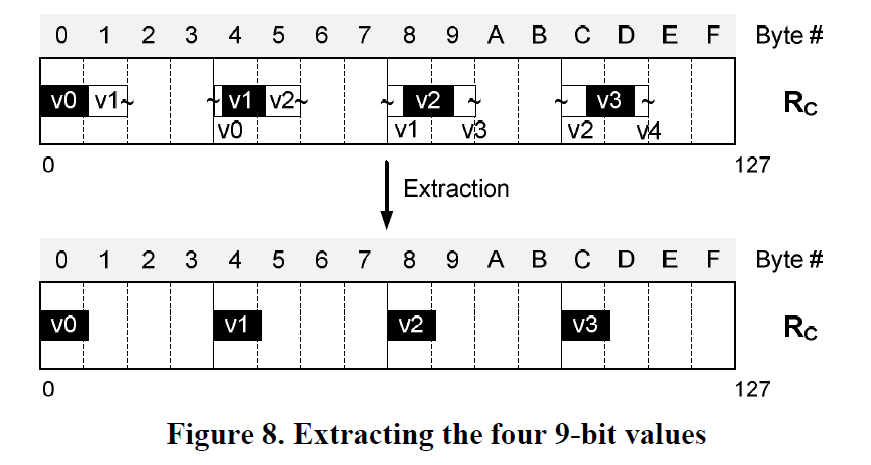 0 1 2 3 4 5 6 7 8 9 A B C D E F Byte #
v0 v1~ ~ v1 v2~ ~ v2 ~ ~ v3 ~ RC
v0 v1 v3 v2 v4
0 127
Extraction
0 1 2 3 4 5 6 7 8 9 A B C D E F Byte #
v0 v1 v2 v3 RC
0 127
Figure 8. Extracting the four 9-bit values